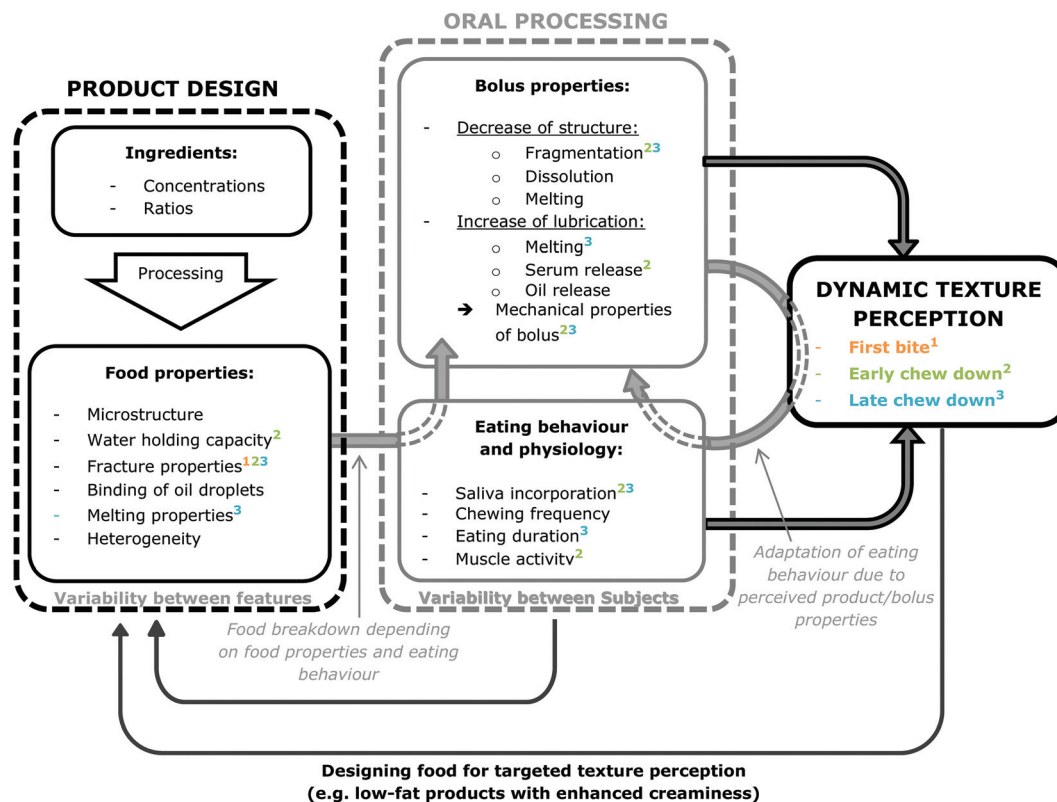 ORAL PROCESSING
PRODUCT DESIGN
Ingredients:
- Concentrations
- Ratios
Processing
Food properties:
- Microstructure
- Water holding capacity²
- Fracture properties¹²³
- Binding of oil droplets
- Melting properties³
- Heterogeneity
Variability between features
Bolus properties:
- Decrease of structure:
o Fragmentation²³
o Dissolution
o Melting
- Increase of lubrication:
o Melting³
o Serum release²
o Oil release
➔ Mechanical properties
of bolus²³
Eating behaviour
and physiology:
- Saliva incorporation²³
- Chewing frequency
- Eating duration³
- Muscle activity²
Variability between Subjects
DYNAMIC TEXTURE
PERCEPTION
- First bite¹
- Early chew down²
- Late chew down³
Food breakdown depending
on food properties and eating
behaviour
Adaptation of eating
behaviour due to
perceived product/bolus
properties
Designing food for targeted texture perception
(e.g. low-fat products with enhanced creaminess)